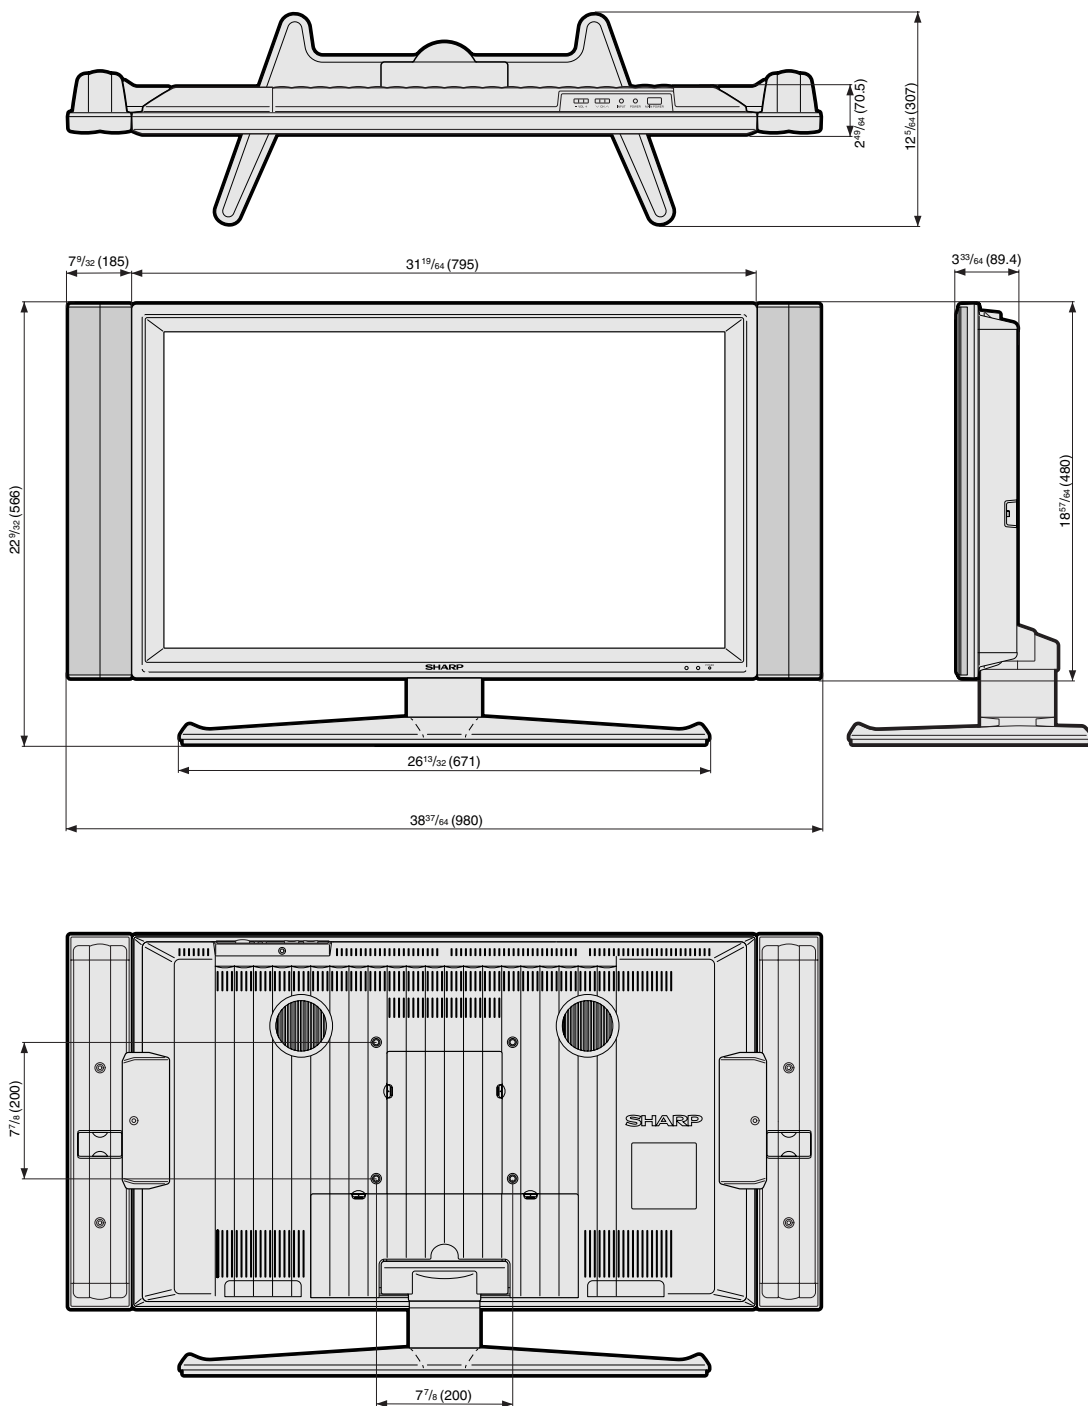 2 49/64 (70.5)
12 5/64 (307)
7 9/32 (185)
31 19/64 (795)
3 33/64 (89.4)
22 9/32 (566)
18 57/64 (480)
SHARP
26 13/32 (671)
38 37/64 (980)
7 7/8 (200)
SHARP
7 7/8 (200)